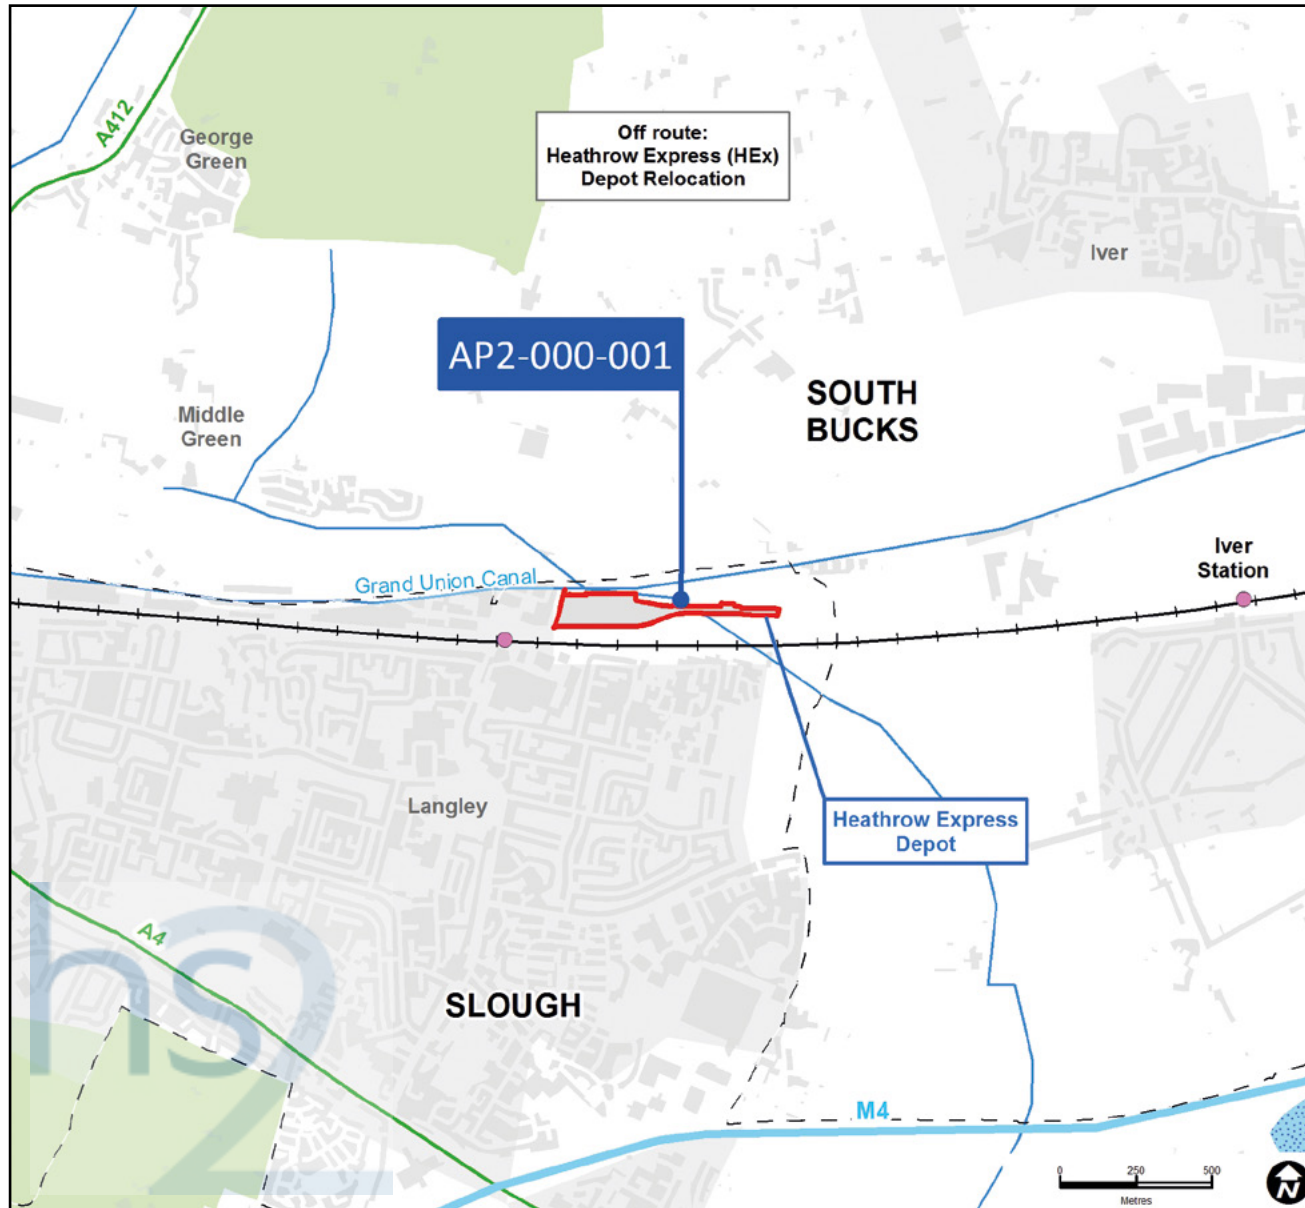 A412
George
Green
Off route:
Heathrow Express (HEx)
Depot Relocation
Iver
AP2-000-001
SOUTH
BUCKS
Middle
Green
Iver
Station
Grand Union Canal
Langley
Heathrow Express
Depot
A4
SLOUGH
hs2
M4
0 250 500
Metres
N